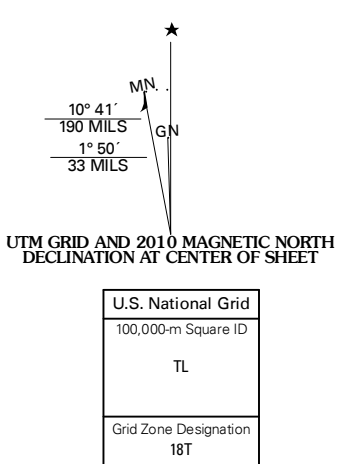 ★
MN
10° 41´
190 MILS
GN
1° 50´
33 MILS
UTM GRID AND 2010 MAGNETIC NORTH
DECLINATION AT CENTER OF SHEET
U.S. National Grid
100,000-m Square ID
TL
Grid Zone Designation
18T